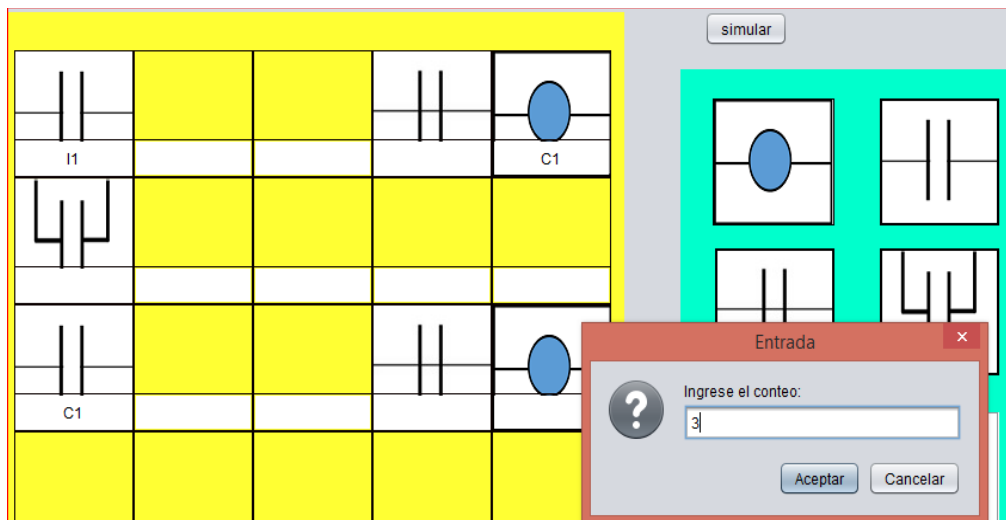 simular
I1
C1
C1
Entrada
Ingrese el conteo:
3
Aceptar
Cancelar